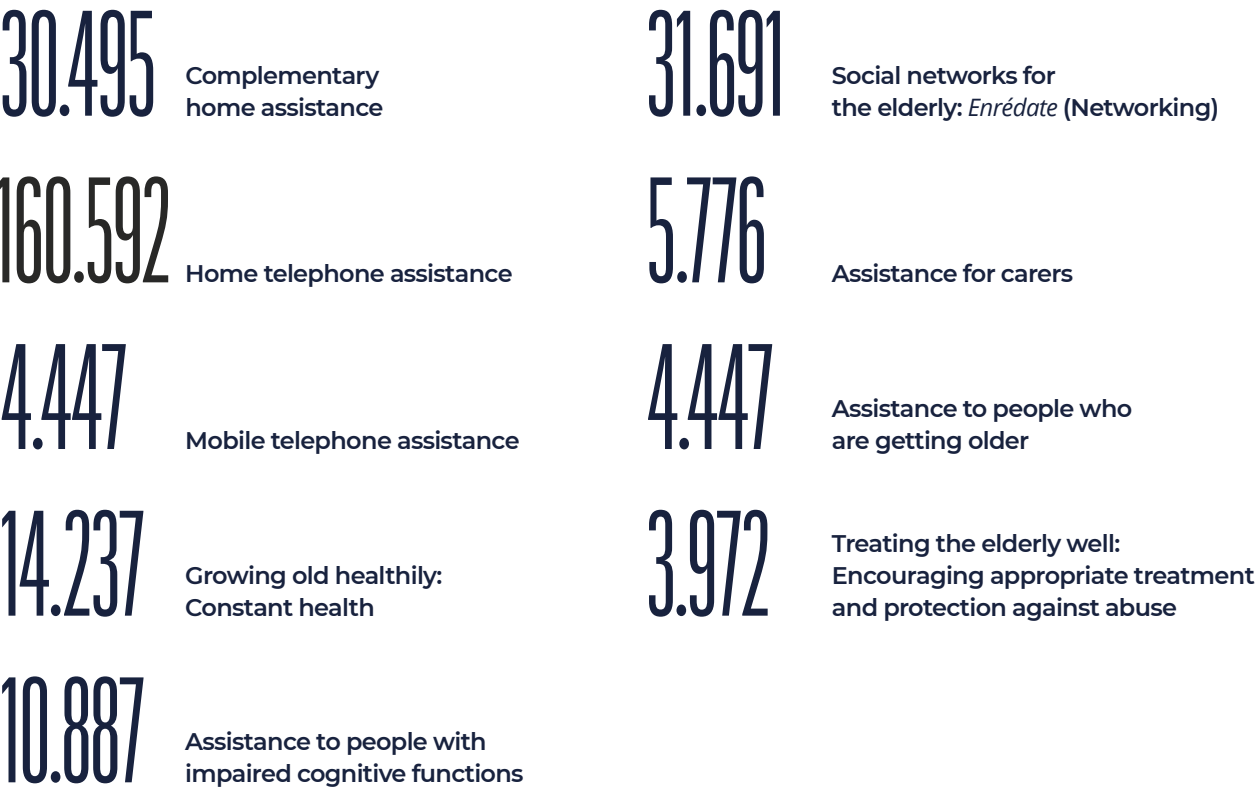 30.495
Complementary
home assistance
160.592
Home telephone assistance
4.447
Mobile telephone assistance
14.237
Growing old healthily:
Constant health
10.887
Assistance to people with
impaired cognitive functions
31.691
Social networks for
the elderly: Enrédate (Networking)
5.776
Assistance for carers
4.447
Assistance to people who
are getting older
3.972
Treating the elderly well:
Encouraging appropriate treatment
and protection against abuse